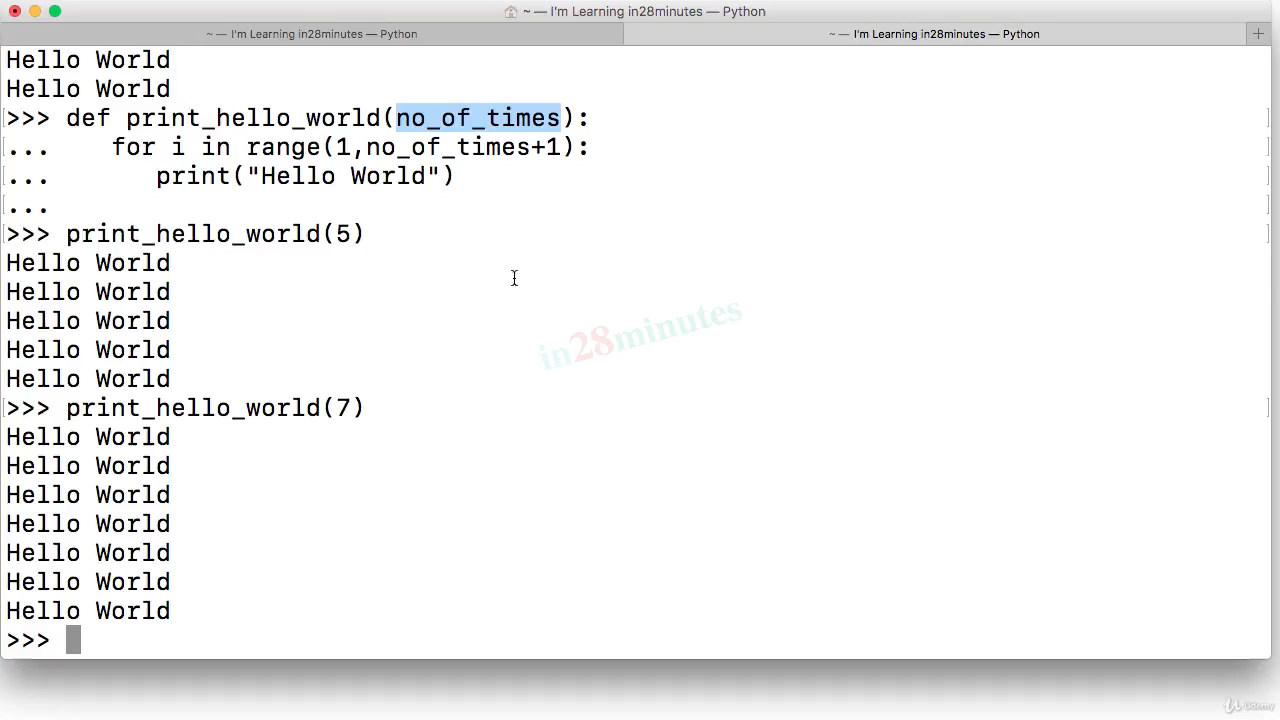 ~ — I'm Learning in28minutes — Python
~ — I'm Learning in28minutes — Python
~ — I'm Learning in28minutes — Python
Hello World
Hello World
>>> def print_hello_world(no_of_times):
...    for i in range(1,no_of_times+1):
...       print("Hello World")
...
>>> print_hello_world(5)
Hello World
Hello World
Hello World
Hello World
Hello World
>>> print_hello_world(7)
Hello World
Hello World
Hello World
Hello World
Hello World
Hello World
Hello World
>>>
in28minutes
Udemy